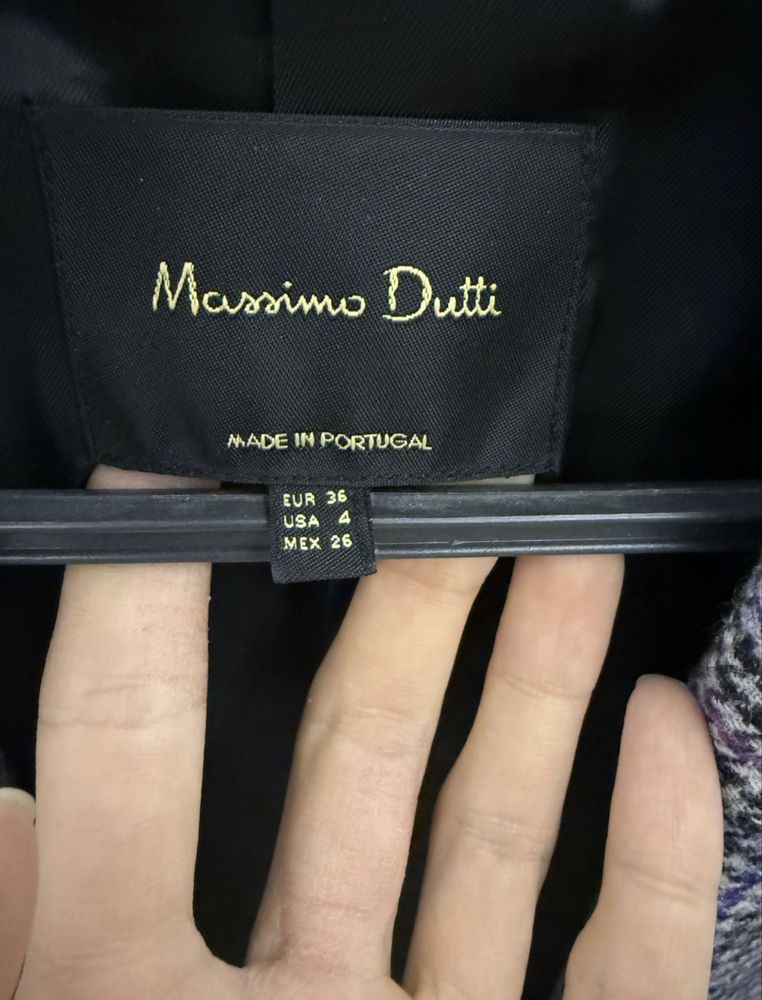 Massimo Dutti
MADE IN PORTUGAL
EUR 36
USA 4
MEX 26